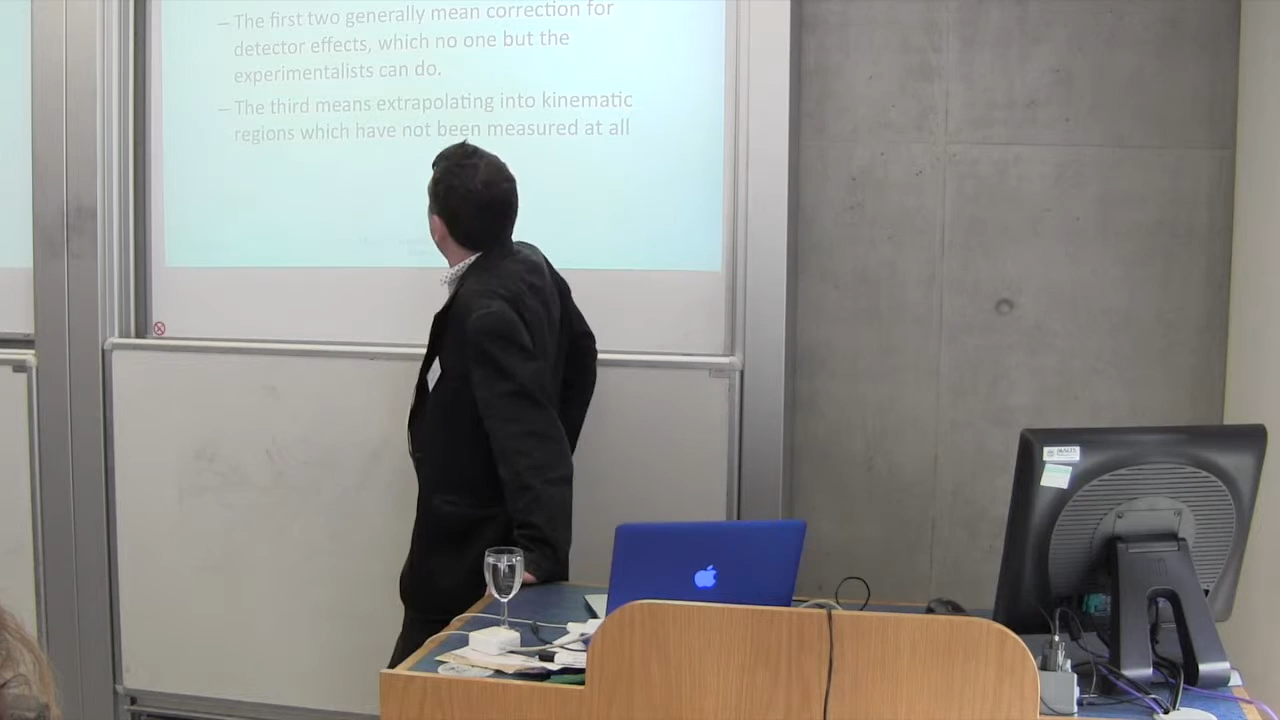 – The first two generally mean correction for
detector effects, which no one but the
experimentalists can do.
– The third means extrapolating into kinematic
regions which have not been measured at all